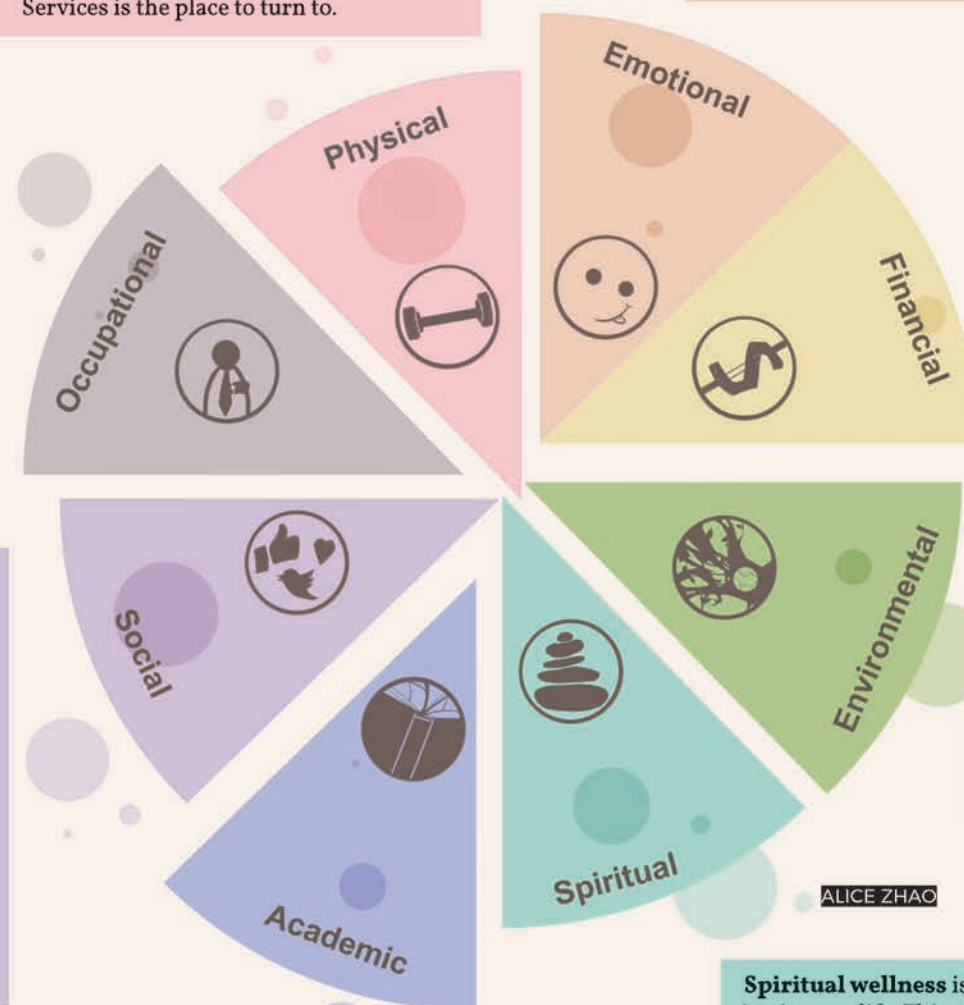 Services is the place to turn to.
Emotional
Physical
Occupational
Financial
Social
Environmental
Academic
Spiritual
ALICE ZHAO
Spiritual wellness is